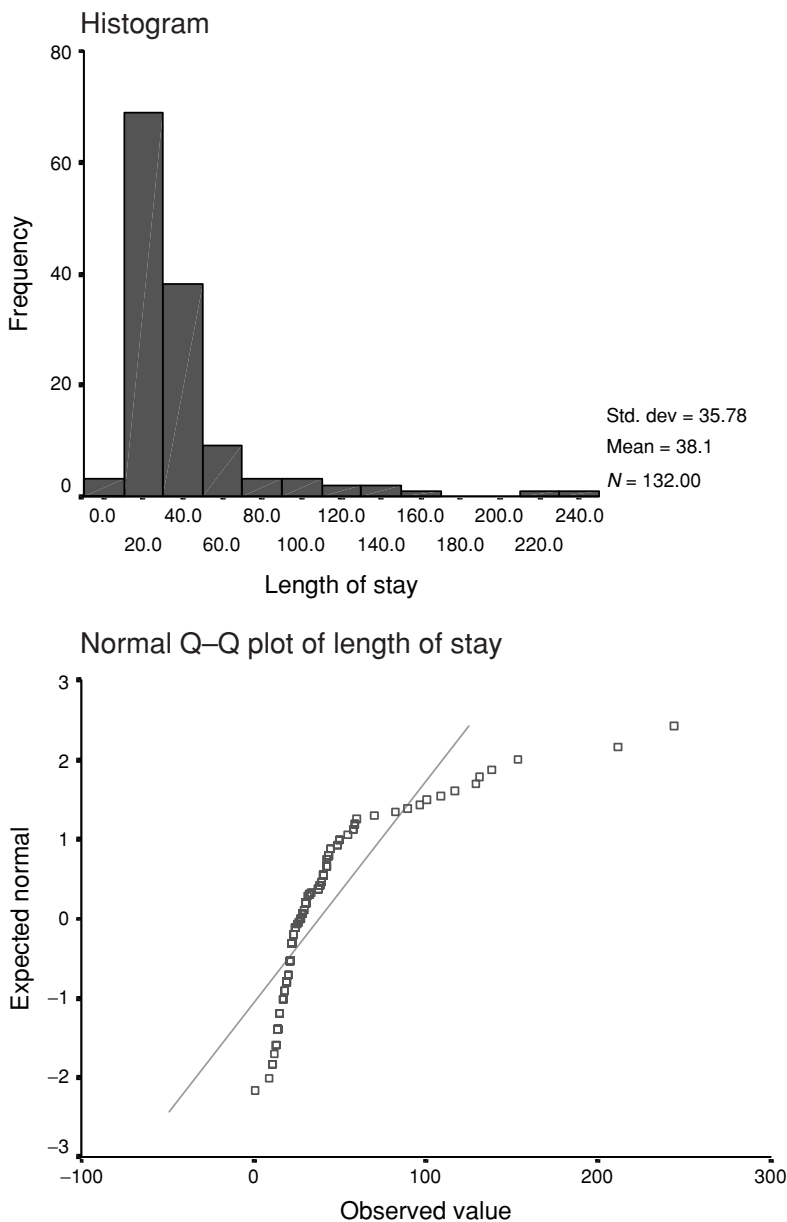 Histogram
80
60
40
20
0
Frequency
Std. dev = 35.78
Mean = 38.1
N = 132.00
0.0 40.0 80.0 120.0 160.0 200.0 240.0
20.0 60.0 100.0 140.0 180.0 220.0
Length of stay
Normal Q–Q plot of length of stay
3
2
1
0
−1
−2
−3
Expected normal
−100 0 100 200 300
Observed value